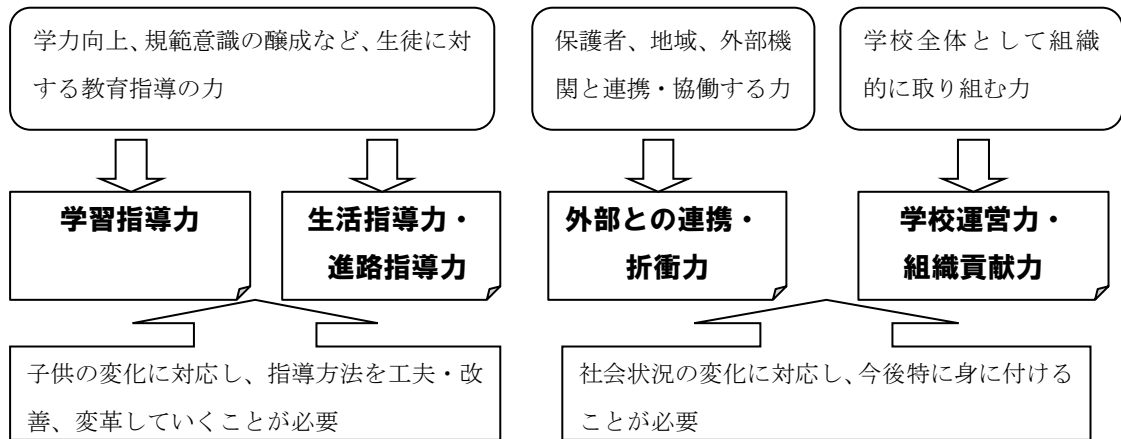 学力向上、規範意識の醸成など、生徒に対
する教育指導の力
保護者、地域、外部機
関と連携・協働する力
学校全体として組織
的に取り組む力
学習指導力
生活指導力・
進路指導力
外部との連携・
折衝力
学校運営力・
組織貢献力
子供の変化に対応し、指導方法を工夫・改
善、変革していくことが必要
社会状況の変化に対応し、今後特に身に付ける
ことが必要